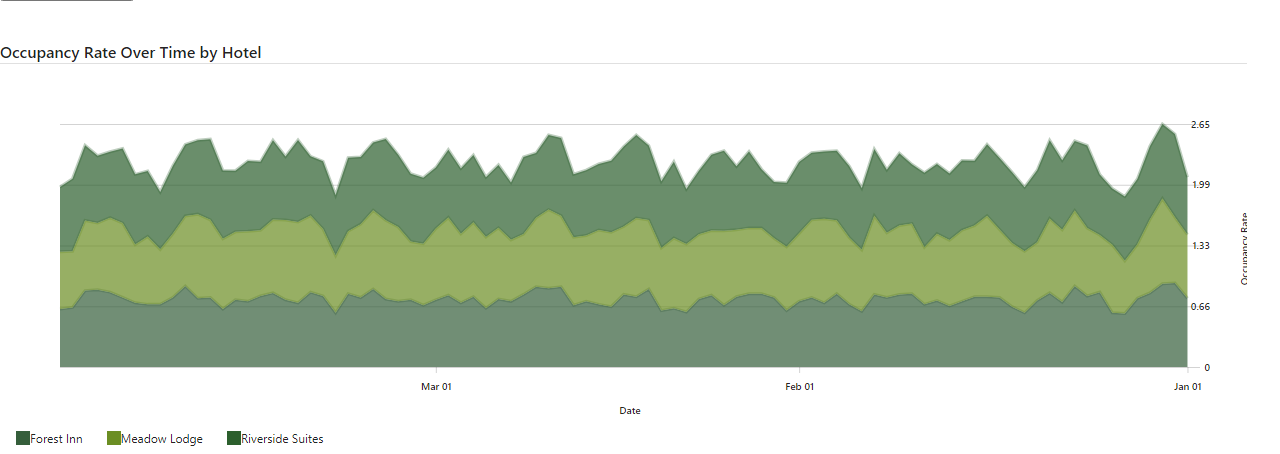 Occupancy Rate Over Time by Hotel
2.65
1.99
1.33
0.66
0
Occupancy Rate
Mar 01
Feb 01
Jan 01
Date
Forest Inn
Meadow Lodge
Riverside Suites